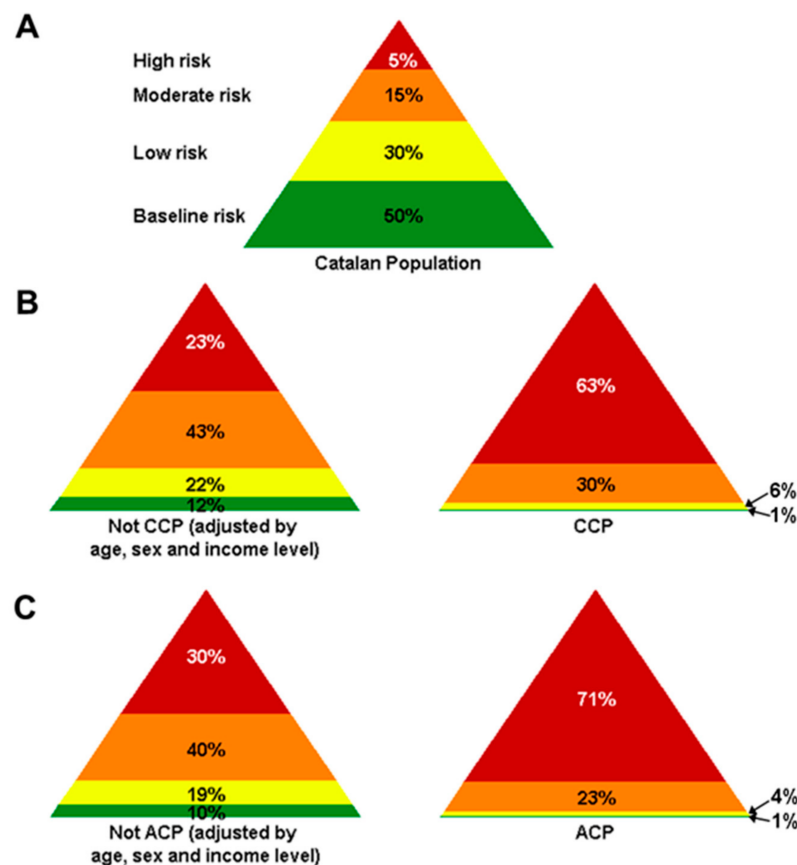 A
High risk 5%
Moderate risk 15%
Low risk 30%
Baseline risk 50%
Catalan Population
B
23%
43%
22%
12%
Not CCP (adjusted by
age, sex and income level)
63%
30%
6%
1%
CCP
C
30%
40%
19%
10%
Not ACP (adjusted by
age, sex and income level)
71%
23%
4%
1%
ACP